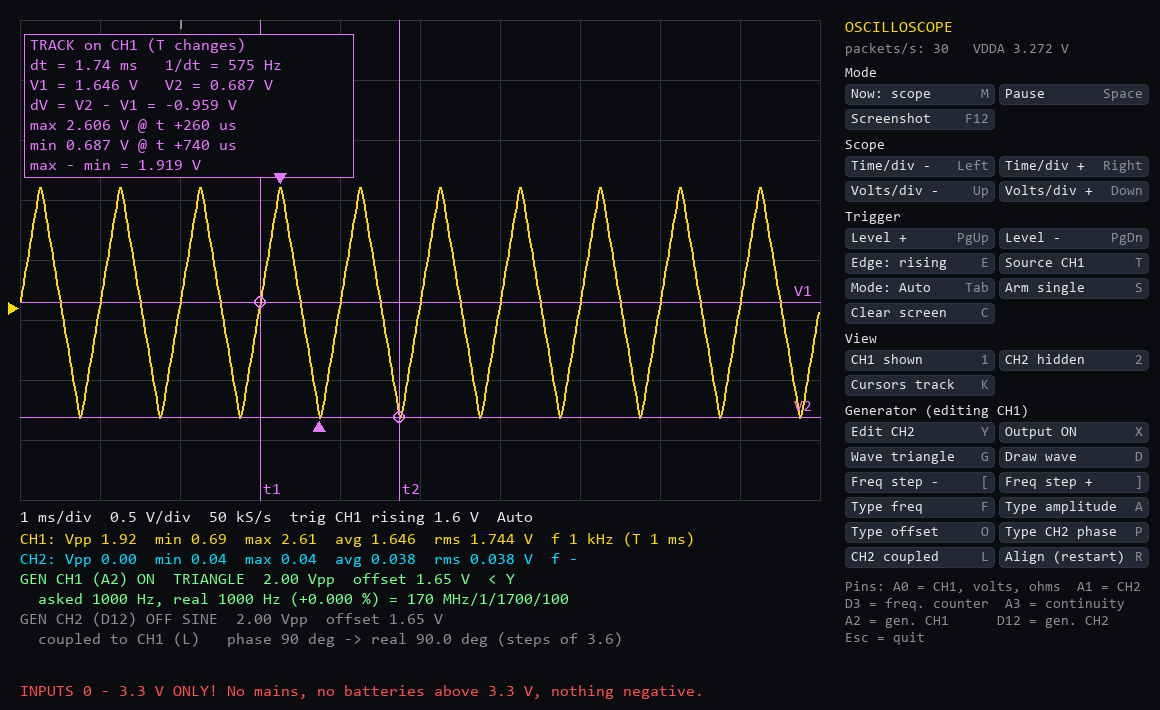 TRACK on CH1 (T changes)
dt = 1.74 ms   1/dt = 575 Hz
V1 = 1.646 V   V2 = 0.687 V
dV = V2 - V1 = -0.959 V
max 2.606 V @ t +260 us
min 0.687 V @ t +740 us
max - min = 1.919 V
V1
V2
t1
t2
1 ms/div  0.5 V/div  50 kS/s  trig CH1 rising 1.6 V  Auto
CH1: Vpp 1.92  min 0.69  max 2.61  avg 1.646  rms 1.744 V  f 1 kHz (T 1 ms)
CH2: Vpp 0.00  min 0.04  max 0.04  avg 0.038  rms 0.038 V  f -
GEN CH1 (A2) ON  TRIANGLE  2.00 Vpp  offset 1.65 V  < Y
asked 1000 Hz, real 1000 Hz (+0.000 %) = 170 MHz/1/1700/100
GEN CH2 (D12) OFF SINE  2.00 Vpp  offset 1.65 V
coupled to CH1 (L)   phase 90 deg -> real 90.0 deg (steps of 3.6)
INPUTS 0 - 3.3 V ONLY! No mains, no batteries above 3.3 V, nothing negative.
OSCILLOSCOPE
packets/s: 30   VDDA 3.272 V
Mode
Now: scope M Pause Space
Screenshot F12
Scope
Time/div - Left Time/div + Right
Volts/div - Up Volts/div + Down
Trigger
Level + PgUp Level - PgDn
Edge: rising E Source CH1 T
Mode: Auto Tab Arm single S
Clear screen C
View
CH1 shown 1 CH2 hidden 2
Cursors track K
Generator (editing CH1)
Edit CH2 Y Output ON X
Wave triangle G Draw wave D
Freq step - [ Freq step + ]
Type freq F Type amplitude A
Type offset O Type CH2 phase P
CH2 coupled L Align (restart) R
Pins: A0 = CH1, volts, ohms  A1 = CH2
D3 = freq. counter  A3 = continuity
A2 = gen. CH1      D12 = gen. CH2
Esc = quit